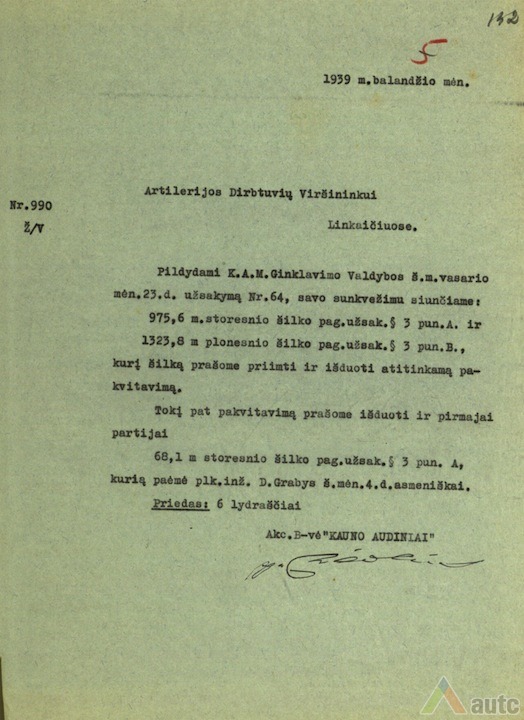 132
5
1939 m.balandžio mėn.
Artilerijos Dirbtuvių Viršininkui
Nr.990
Ž/V
Linkaičiuose.
Pildydami K.A.M.Ginklavimo Valdybos š.m.vasario
mėn.23.d. užsakymą Nr.64, savo sunkvežimu siunčiame:
975,6 m.storesnio šilko pag.užsak.§ 3 pun.A. ir
1323,8 m plonesnio šilko pag.užsak.§ 3 pun.B.,
kurį šilką prašome priimti ir išduoti atitinkamą pa-
kvitavimą.
Tokį pat pakvitavimą prašome išduoti ir pirmajai
partijai
68,1 m storesnio šilko pag.užsak.§ 3 pun. A,
kurią paėmė plk.inž. D.Grabys š.mėn.4.d.asmeniškai.
Priedas: 6 lydraščiai
Akc.B-vė"KAUNO AUDINIAI"
autc